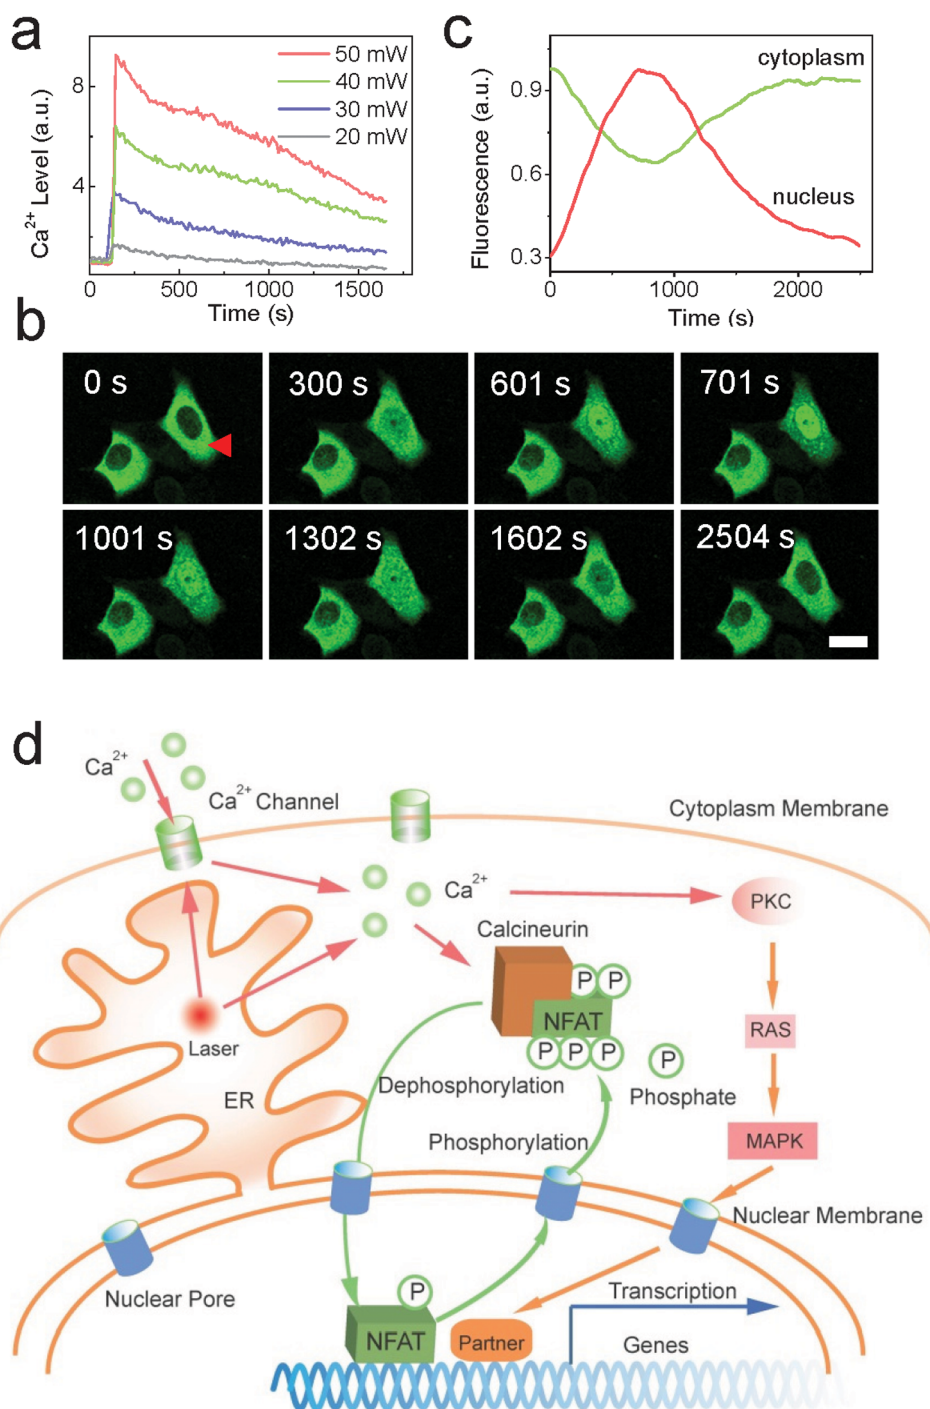 a
Ca²⁺ Level (a.u.)
8
4
50 mW
40 mW
30 mW
20 mW
0
500
1000
1500
Time (s)
c
Fluorescence (a.u.)
0.9
0.6
0.3
cytoplasm
nucleus
0
1000
2000
Time (s)
b
0 s
300 s
601 s
701 s
1001 s
1302 s
1602 s
2504 s
d
Ca²⁺
Ca²⁺ Channel
Cytoplasm Membrane
Ca²⁺
PKC
Calcineurin
P
P
NFAT
P
P
P
P
Phosphate
RAS
Laser
ER
Dephosphorylation
Phosphorylation
MAPK
Nuclear Membrane
Nuclear Pore
P
NFAT
Partner
Transcription
Genes